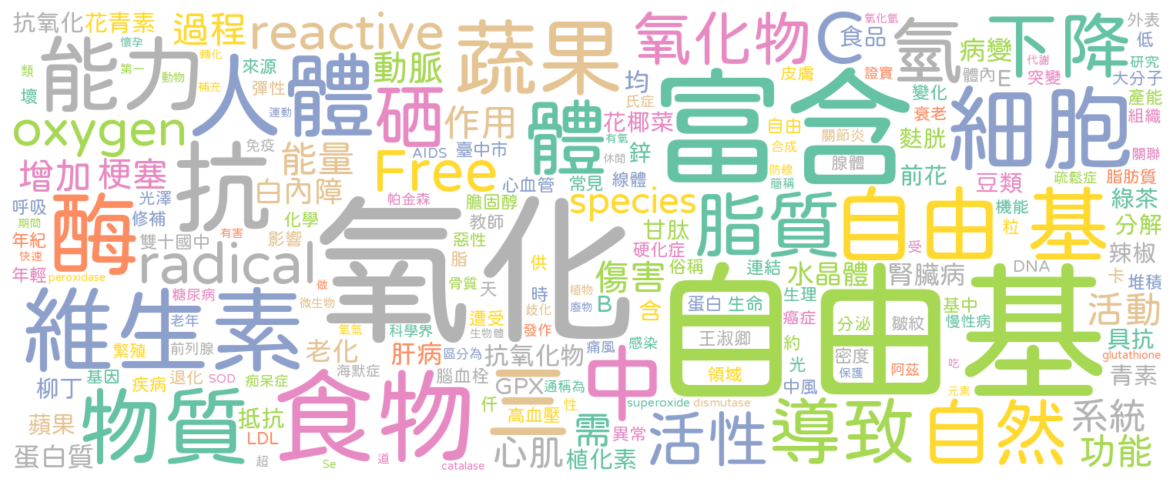 抗氧化 花青素 過程 reactive 蔬果 氧化物 C 食品 氧化氫 氫 病變 下降 外表 低
懷孕 轉化 能力 人體 動脈 皮膚 證實 體內 E 代謝 研究 大分子
類 第一 動物 來源 均 突變
壞 補充 彈性 硒 作用 氏症 體 富含 變化 細胞 產能
oxygen 運動 花椰菜 自由 關節炎 衰老 組織
免疫 能量 AIDS 臺中市 有氧 鋅 合成 麩胱 關聯
增加 梗塞 抗 白內障 Free 心血管 休閒 常見 線體 防線 腺體 前花 豆類 疏鬆症 脂肪質
呼吸 光澤 帕金森 膽固醇 species 簡稱 脂質 自由基 機能 綠茶
期間 酶 修補 化學 教師 甘肽 粒 分解
年紀 有害 雙十國中 影響 氧化 惡性 硬化症 受 辣椒
快速 radical 脂 供 傷害 俗稱 連結 水晶體 腎臟病 DNA 卡
年輕 peroxidase 做 骨質 天 植物 堆積
維生素 糖尿病 微生物 時 廢物 B 含 蛋白 生命 生理 自由基 基中 活動
老年 氧氣 遭受 歧化 癌症 分泌 皺紋 慢性病
科學界 發作 生物體 王淑卿 約 具抗
繁殖 前列腺 老化 肝病 區分為 抗氧化物 痛風 感染 中 光 密度 glutathione
柳丁 基因 疾病 退化 SOD 痴呆症 海默症 腦血栓 GPX 通稱為 三 領域 中風 保護 阿茲 吃 青素
蘋果 物質 抵抗 食物 仟 高血壓 性 superoxide dismutase 元素
LDL 需 異常 活性 導致 自然 系統
蛋白質 超 Se 道 catalase 心肌 植化素 功能